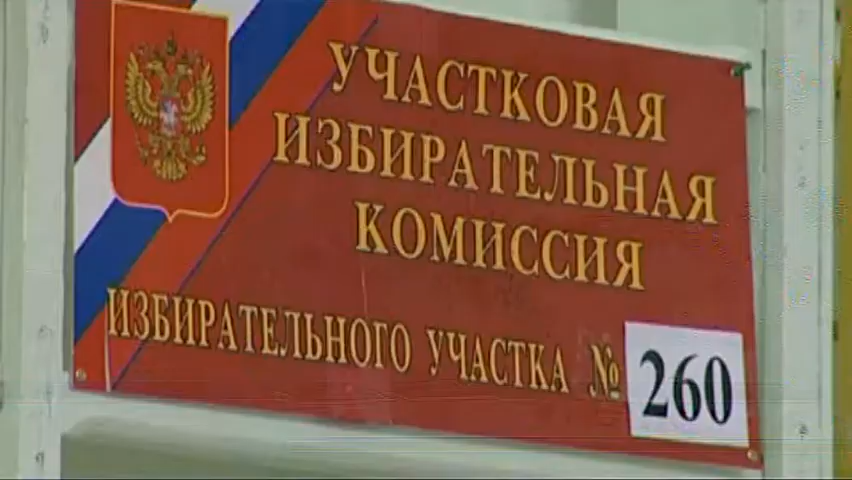 УЧАСТКОВАЯ
ИЗБИРАТЕЛЬНАЯ
КОМИССИЯ
ИЗБИРАТЕЛЬНОГО УЧАСТКА № 260